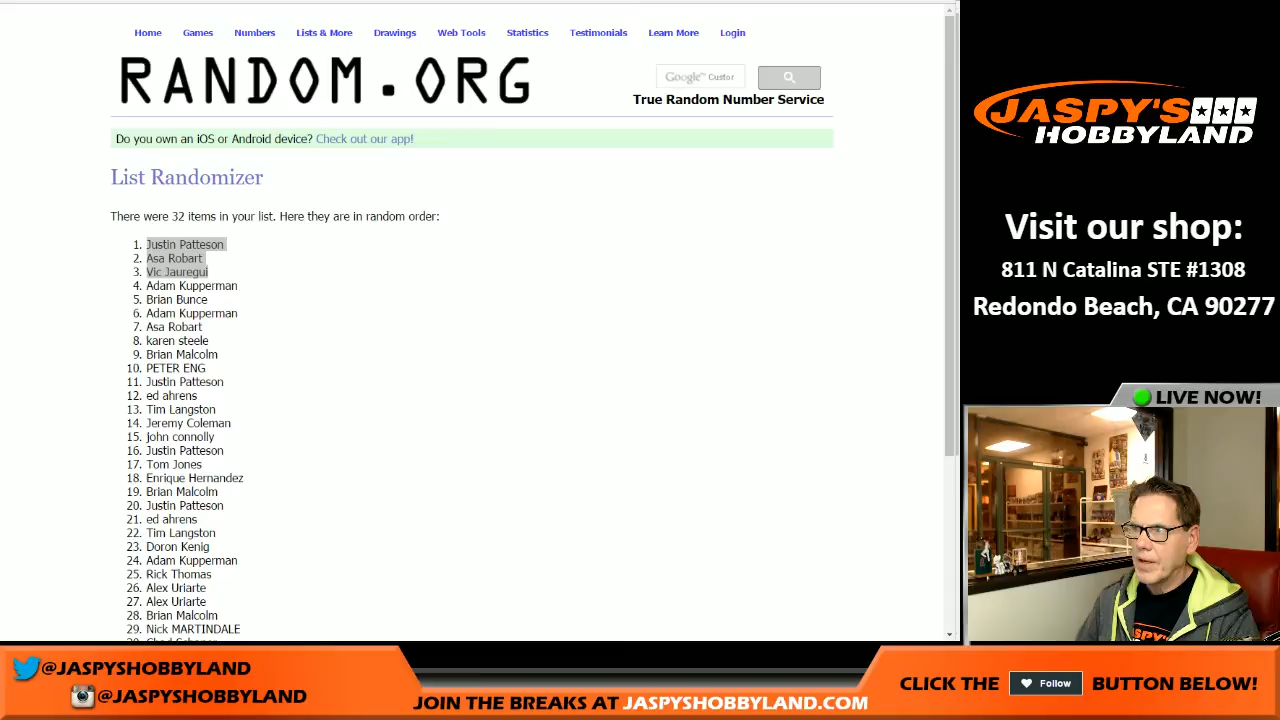 Home Games Numbers Lists & More Drawings Web Tools Statistics Testimonials Learn More Login
RANDOM.ORG
Google™ Custor
True Random Number Service
Do you own an iOS or Android device? Check out our app!
List Randomizer
There were 32 items in your list. Here they are in random order:
1. Justin Patteson
2. Asa Robart
3. Vic Jauregui
4. Adam Kupperman
5. Brian Bunce
6. Adam Kupperman
7. Asa Robart
8. karen steele
9. Brian Malcolm
10. PETER ENG
11. Justin Patteson
12. ed ahrens
13. Tim Langston
14. Jeremy Coleman
15. john connolly
16. Justin Patteson
17. Tom Jones
18. Enrique Hernandez
19. Brian Malcolm
20. Justin Patteson
21. ed ahrens
22. Tim Langston
23. Doron Kenig
24. Adam Kupperman
25. Rick Thomas
26. Alex Uriarte
27. Alex Uriarte
28. Brian Malcolm
29. Nick MARTINDALE
JASPY'S
HOBBYLAND
Visit our shop:
811 N Catalina STE #1308
Redondo Beach, CA 90277
LIVE NOW!
JASPY'S
@JASPYSHOBBYLAND
@JASPYSHOBBYLAND
JOIN THE BREAKS AT JASPYSHOBBYLAND.COM
CLICK THE Follow BUTTON BELOW!